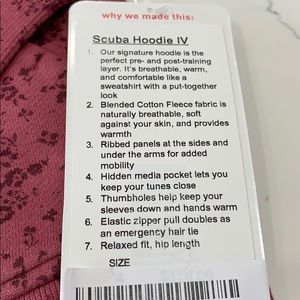 why we made this:
Scuba Hoodie IV
1. Our signature hoodie is the
perfect pre- and post-training
layer. It's breathable, warm,
and comfortable like a
sweatshirt with a put-together
look
2. Blended Cotton Fleece fabric is
naturally breathable, soft
against your skin, and provides
warmth
3. Ribbed panels at the sides and
under the arms for added
mobility
4. Hidden media pocket lets you
keep your tunes close
5. Thumbholes help keep your
sleeves down and hands warm
6. Elastic zipper pull doubles as
an emergency hair tie
7. Relaxed fit, hip length
SIZE